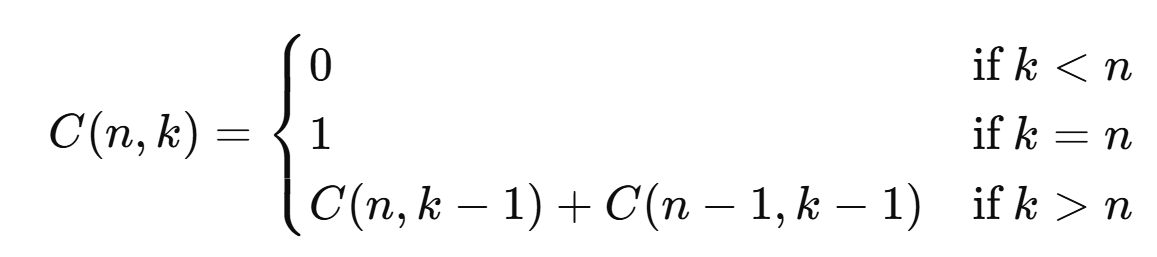 C(n, k) = { 0 if k < n
1 if k = n
C(n, k − 1) + C(n − 1, k − 1) if k > n